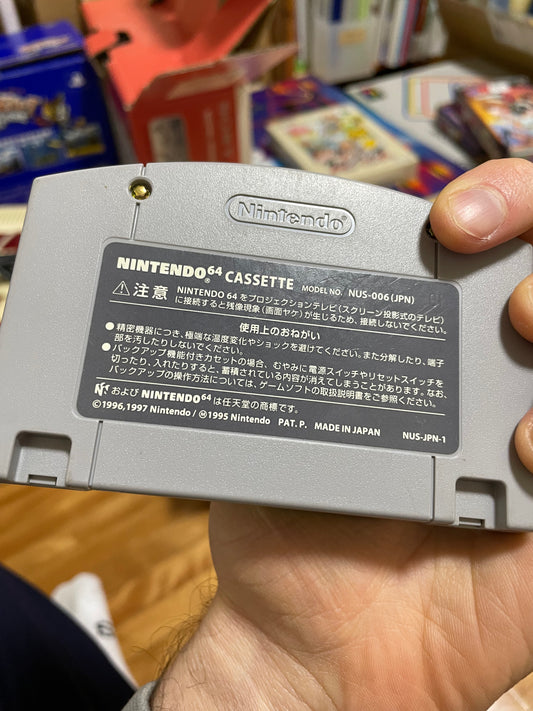 Nintendo®
NINTENDO®64 CASSETTE MODEL NO. NUS-006(JPN)
注意 NINTENDO 64 をプロジェクションテレビ(スクリーン投影式のテレビ)
に接続すると残像現象(画面ヤケ)が生じるため、接続しないでください。
使用上のおねがい
●精密機器につき、極端な温度変化やショックを避けてください。また分解したり、端子
部を汚したりしないでください。
●バックアップ機能付きカセットの場合、むやみに電源スイッチやリセットスイッチを
切ったり、入れたりすると、蓄積されている内容が消えてしまうことがあります。なお、
バックアップの操作方法については、ゲームソフトの取扱説明書をご参照ください。
および NINTENDO64 は任天堂の商標です。
©1996,1997 Nintendo / Ⓜ1995 Nintendo PAT. P. MADE IN JAPAN NUS-JPN-1